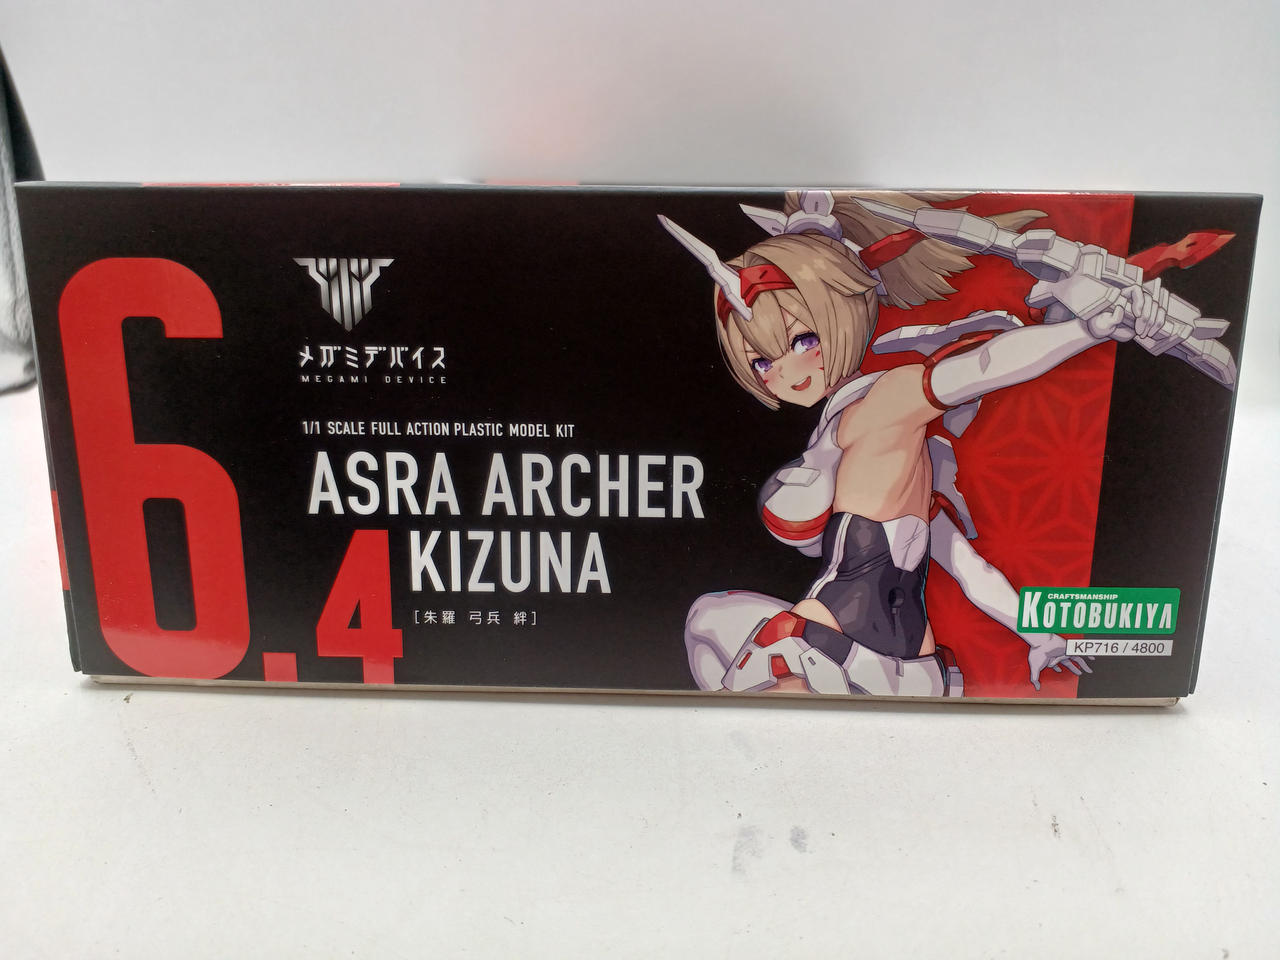 6.4
メガミデバイス
MEGAMI DEVICE
1/1 SCALE FULL ACTION PLASTIC MODEL KIT
ASRA ARCHER
KIZUNA
[朱羅 弓兵 絆]
CRAFTSMANSHIP
KOTOBUKIYA
KP716 / 4800